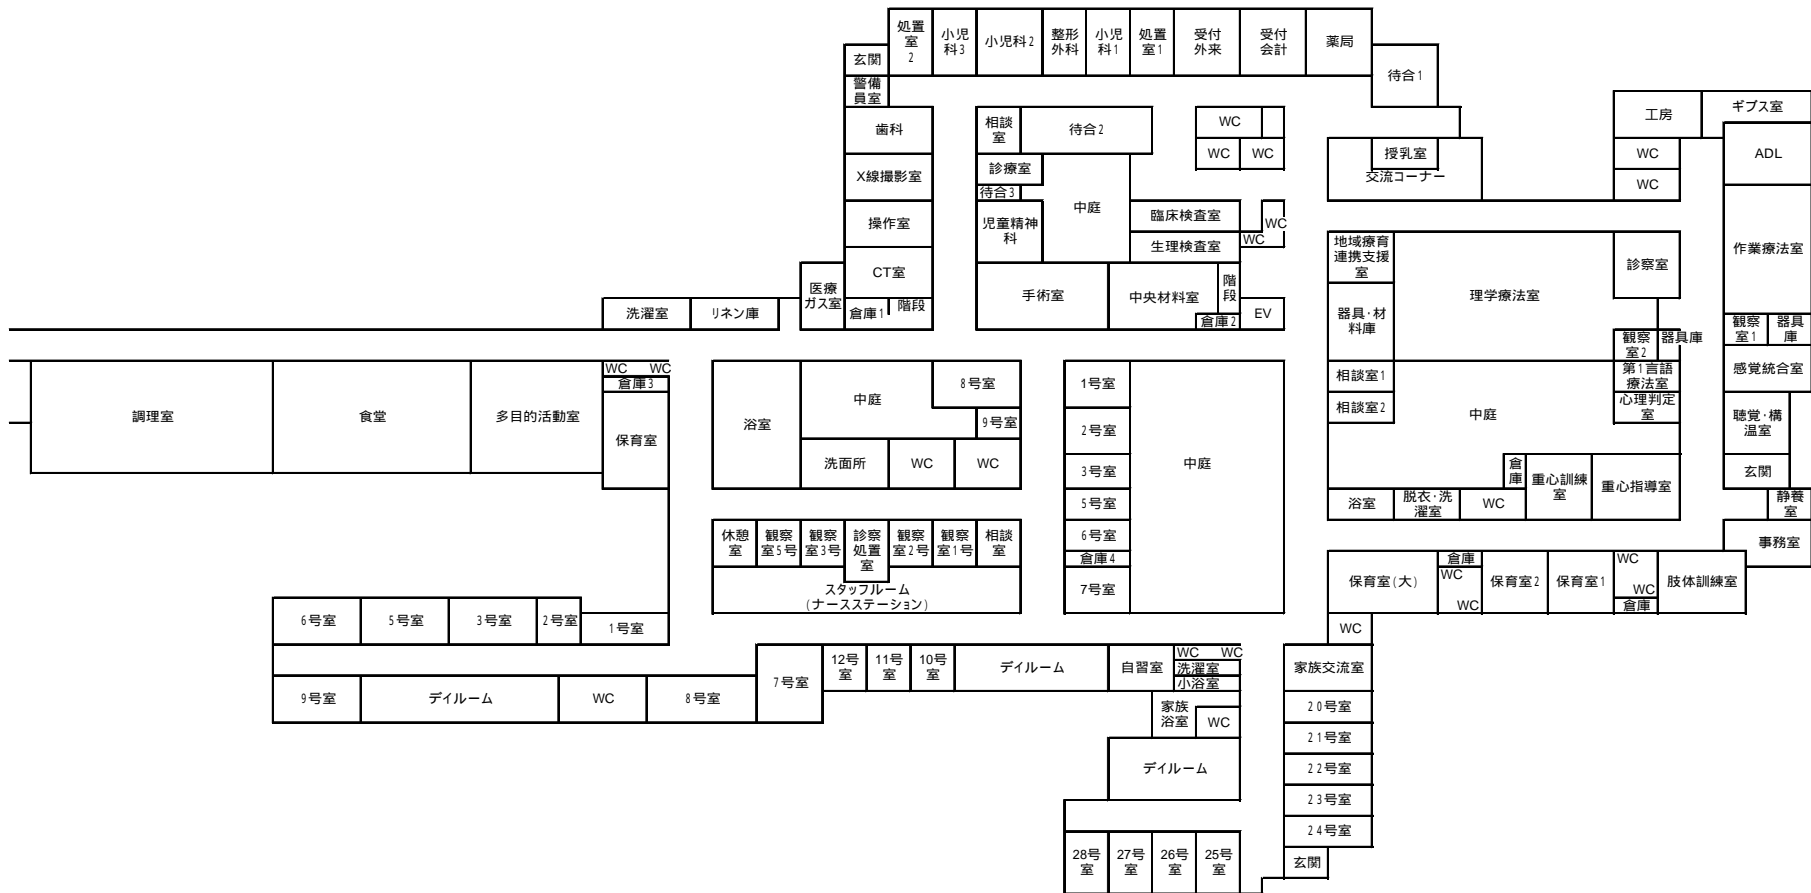 処置
室
2
小児
科3
小児科2
整形
外科
小児
科1
処置
室1
受付
外来
受付
会計
薬局
玄関
待合1
警備
員室
歯科
相談
室
待合2
WC
WC
WC
工房
ギプス室
ADL
WC
WC
授乳室
交流コーナー
X線撮影室
診療室
待合3
児童精神
科
中庭
臨床検査室
生理検査室
WC
WC
操作室
CT室
医療
ガス室
倉庫1
階段
洗濯室
リネン庫
手術室
中央材料室
階
段
倉庫2
EV
地域療育
連携支援
室
器具・材
料庫
理学療法室
診察室
作業療法室
観察
室2
器具庫
観察
室1
器具
庫
調理室
食堂
多目的活動室
WC
WC
倉庫3
保育室
浴室
中庭
8号室
9号室
洗面所
WC
WC
1号室
2号室
3号室
5号室
6号室
倉庫4
7号室
中庭
相談室1
相談室2
中庭
第1言語
療法室
心理判定
室
感覚統合室
聴覚・構
温室
玄関
静養
室
事務室
浴室
脱衣・洗
濯室
WC
倉
庫
重心訓練
室
重心指導室
休憩
室
観察
室5号
観察
室3号
診察
処置
室
観察
室2号
観察
室1号
相談
室
スタッフルーム
(ナースステーション)
保育室(大)
倉庫
WC
WC
保育室2
保育室1
WC
WC
倉庫
肢体訓練室
6号室
5号室
3号室
2号室
1号室
9号室
デイルーム
WC
8号室
7号室
12号
室
11号
室
10号
室
デイルーム
自習室
WC
WC
洗濯室
小浴室
家族
浴室
WC
デイルーム
WC
家族交流室
20号室
21号室
22号室
23号室
24号室
玄関
28号
室
27号
室
26号
室
25号
室